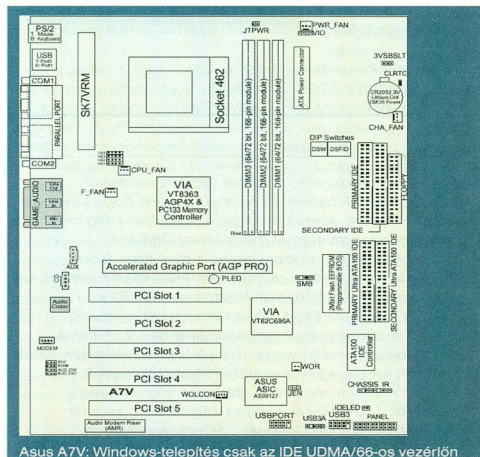 PS/2
T: Mouse
B: Keyboard
USB
T: Port0
B: Port1
COM1
PARALLEL PORT
COM2
GAME_AUDIO
SK7VRM
Socket 462
JTPWR
PWR_FAN
VIO
ATX Power Connector
3VSBSLT
CLRTC
CR2032 3V
Lithium Cell
CMOS Power
CHA_FAN
DIP Switches
DSW
DSFID
DIMM3 (64/72 bit, 168-pin module)
DIMM2 (64/72 bit, 168-pin module)
DIMM1 (64/72 bit, 168-pin module)
CPU_FAN
F_FAN
VIA
VT8363
AGP4X &
PC133 Memory
Controller
PRIMARY IDE
FLOPPY
SECONDARY IDE
AUX
CD
Accelerated Graphic Port (AGP PRO)
PLED
SMB
2Mbit Flash EEPROM
(Programmable BIOS)
PRIMARY Ultra ATA100 IDE
SECONDARY Ultra ATA100 IDE
Audio
Codec
PCI Slot 1
PCI Slot 2
VIA
VT82C686A
ATA100
IDE
Controller
MODEM
PCI Slot 3
PCI Slot 4
A7V
WOLCON
PCI Slot 5
WOR
ASUS
ASIC
AS99127
JEN
CHASSIS
IR
IDELED
Audio Modem Riser
(AMR)
USBPORT
USB3A
USB3
PANEL
Asus A7V: Windows-telepítés csak az IDE UDMA/66-os vezérlőn